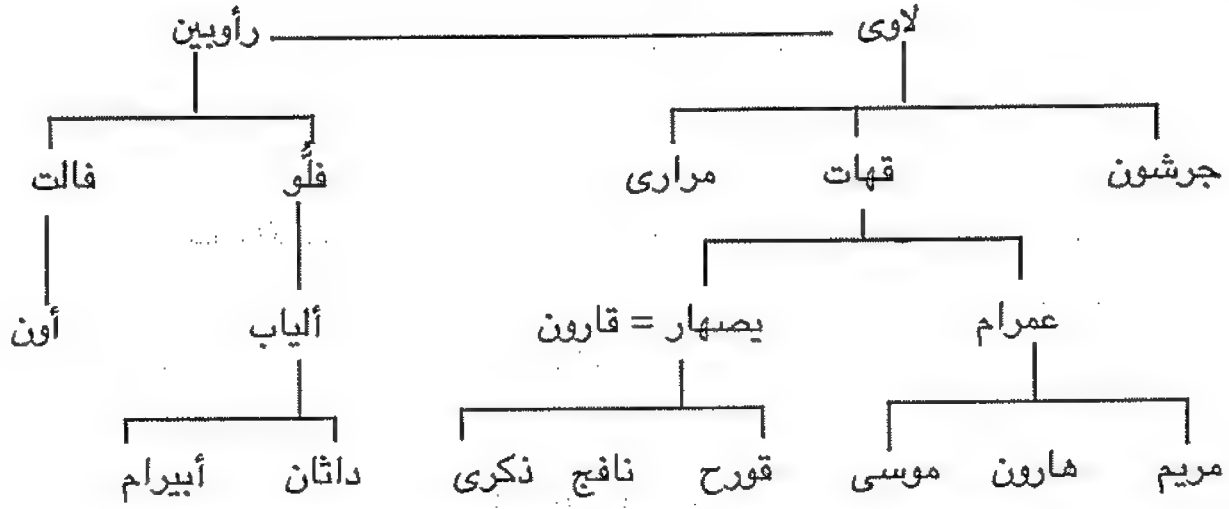 لاوى رأوبين
جرشون قهات مرارى فلُّو فالت
عمرام يصهار = قارون ألياب أون
مريم هارون موسى قورح نافج ذكرى داثان أبيرام